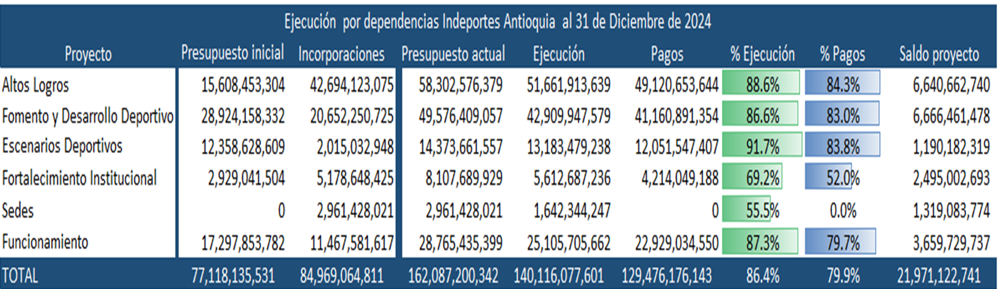 Ejecución por dependencias Indeportes Antioquia al 31 de Diciembre de 2024
Proyecto Presupuesto inicial Incorporaciones Presupuesto actual Ejecución Pagos % Ejecución % Pagos Saldo proyecto
Altos Logros 15,608,453,304 42,694,123,075 58,302,576,379 51,661,913,639 49,120,653,644 88.6% 84.3% 6,640,662,740
Fomento y Desarrollo Deportivo 28,924,158,332 20,652,250,725 49,576,409,057 42,909,947,579 41,160,891,354 86.6% 83.0% 6,666,461,478
Escenarios Deportivos 12,358,628,609 2,015,032,948 14,373,661,557 13,183,479,238 12,051,547,407 91.7% 83.8% 1,190,182,319
Fortalecimiento Institucional 2,929,041,504 5,178,648,425 8,107,689,929 5,612,687,236 4,214,049,188 69.2% 52.0% 2,495,002,693
Sedes 0 2,961,428,021 2,961,428,021 1,642,344,247 0 55.5% 0.0% 1,319,083,774
Funcionamiento 17,297,853,782 11,467,581,617 28,765,435,399 25,105,705,662 22,929,034,550 87.3% 79.7% 3,659,729,737
TOTAL 77,118,135,531 84,969,064,811 162,087,200,342 140,116,077,601 129,476,176,143 86.4% 79.9% 21,971,122,741